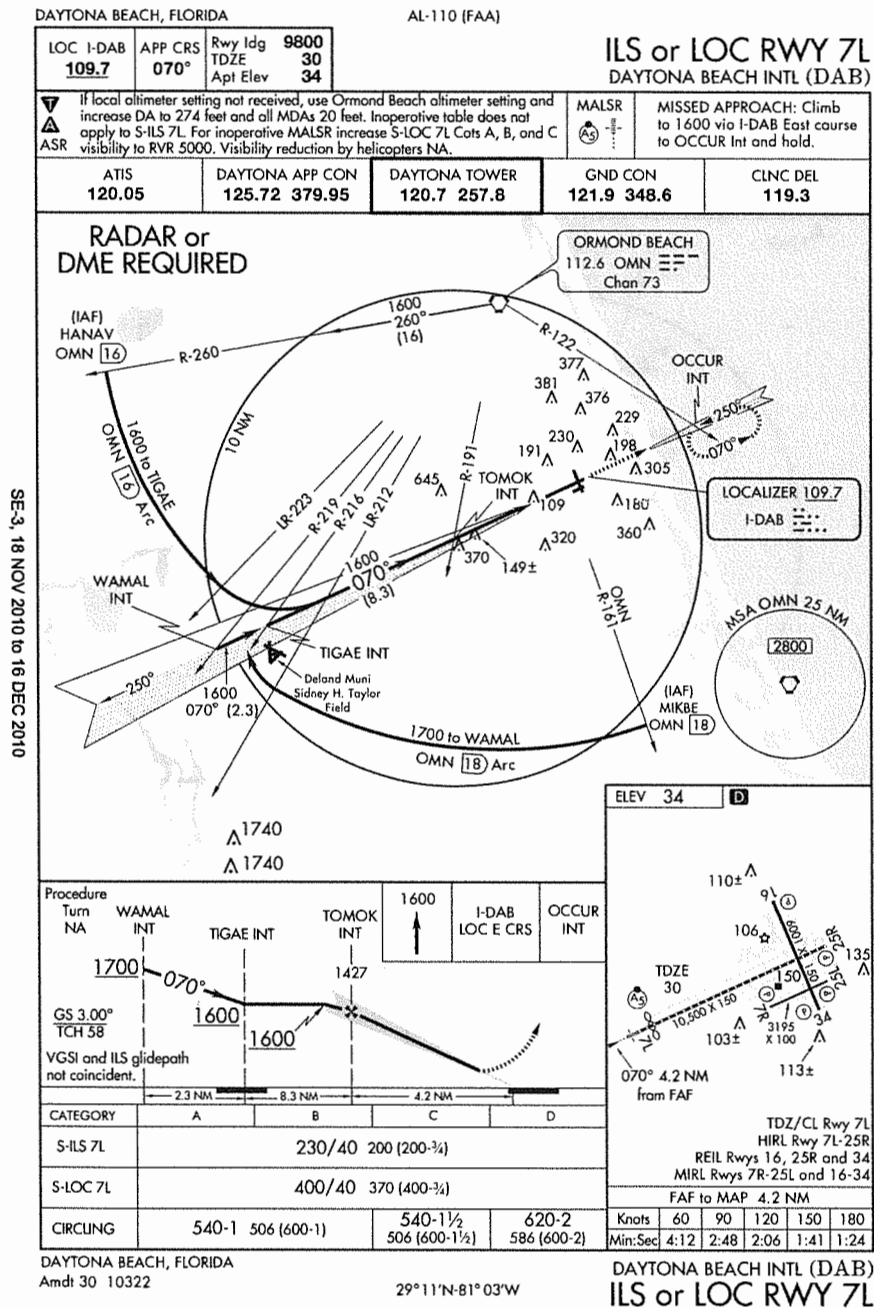 DAYTONA BEACH, FLORIDA
AL-110 (FAA)
LOC I-DAB
109.7
APP CRS
070°
Rwy ldg 9800
TDZE 30
Apt Elev 34
ILS or LOC RWY 7L
DAYTONA BEACH INTL (DAB)
T
A
ASR
If local altimeter setting not received, use Ormond Beach altimeter setting and
increase DA to 274 feet and all MDAs 20 feet. Inoperative table does not
apply to S-ILS 7L. For inoperative MALSR increase S-LOC 7L Cats A, B, and C
visibility to RVR 5000. Visibility reduction by helicopters NA.
MALSR
A5
MISSED APPROACH: Climb
to 1600 via I-DAB East course
to OCCUR Int and hold.
ATIS
120.05
DAYTONA APP CON
125.72 379.95
DAYTONA TOWER
120.7 257.8
GND CON
121.9 348.6
CLNC DEL
119.3
RADAR or
DME REQUIRED
ORMOND BEACH
112.6 OMN
Chan 73
(IAF)
HANAV
OMN 16
1600
260°
(16)
R-260
R-122
OCCUR
INT
377
381
376
229
250°
070°
10 NM
1600 to TIGAE
OMN 16 Arc
230
198
191
305
R-191
645
TOMOK
INT
109
LR-223
R-219
R-216
LR-212
LOCALIZER 109.7
I-DAB
180
360
320
370
149±
1600
070°
(8.3)
WAMAL
INT
OMN
R-161
MSA OMN 25 NM
2800
TIGAE INT
Deland Muni
Sidney H. Taylor
Field
250°
1600
070° (2.3)
(IAF)
MIKBE
OMN 18
1700 to WAMAL
OMN 18 Arc
1740
1740
SE-3, 18 NOV 2010 to 16 DEC 2010
ELEV 34
D
110±
16
1051 X 6001
106
25R
135
TDZE
30
A5
150
25L
10,500 X 150
7L
7R
3195
X 100
34
103±
113±
070° 4.2 NM
from FAF
TDZ/CL Rwy 7L
HIRL Rwy 7L-25R
REIL Rwys 16, 25R and 34
MIRL Rwys 7R-25L and 16-34
FAF to MAP 4.2 NM
Knots 60 90 120 150 180
Min:Sec 4:12 2:48 2:06 1:41 1:24
Procedure
Turn
NA
WAMAL
INT
TIGAE INT
TOMOK
INT
1427
1600
I-DAB
LOC E CRS
OCCUR
INT
1700
070°
1600
1600
GS 3.00°
TCH 58
VGSI and ILS glidepath
not coincident.
2.3 NM
8.3 NM
4.2 NM
CATEGORY A B C D
S-ILS 7L 230/40 200 (200-¾)
S-LOC 7L 400/40 370 (400-¾)
CIRCLING 540-1 506 (600-1) 540-1½ 506 (600-1½) 620-2 586 (600-2)
DAYTONA BEACH, FLORIDA
Amdt 30 10322
29°11'N-81°03'W
DAYTONA BEACH INTL (DAB)
ILS or LOC RWY 7L